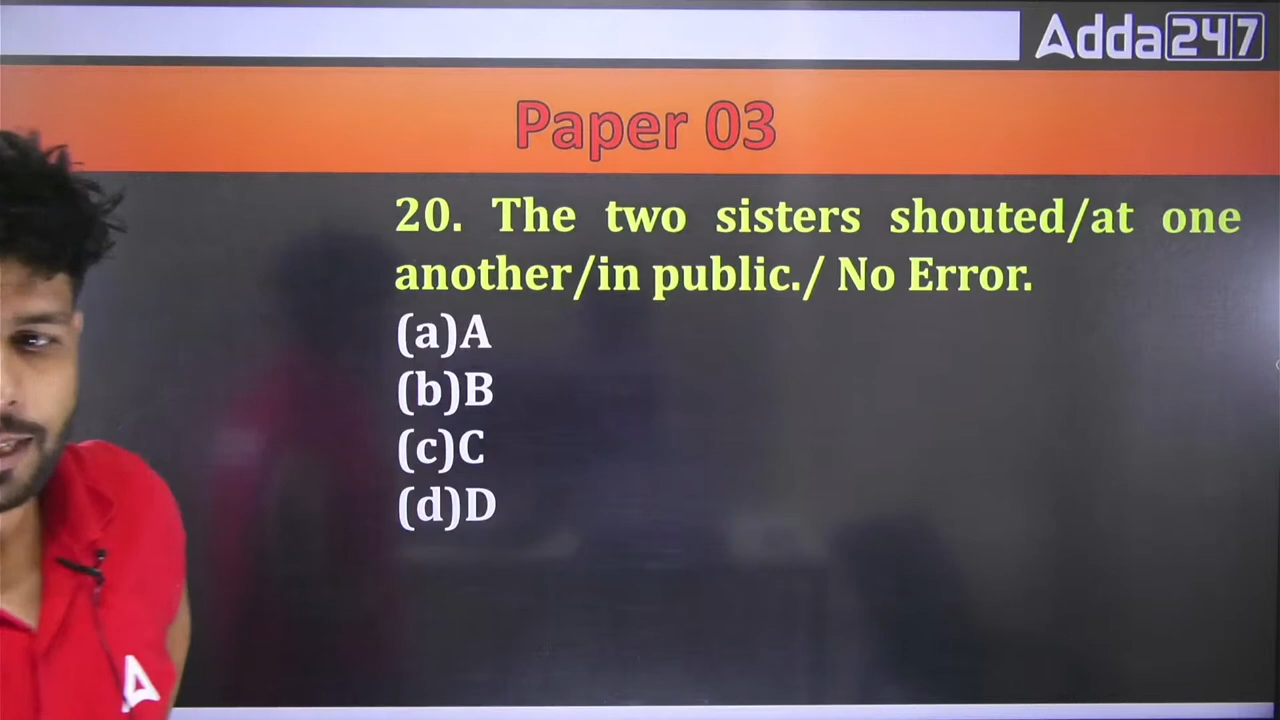 Adda247
Paper 03
20. The two sisters shouted/at one
another/in public./ No Error.
(a)A
(b)B
(c)C
(d)D